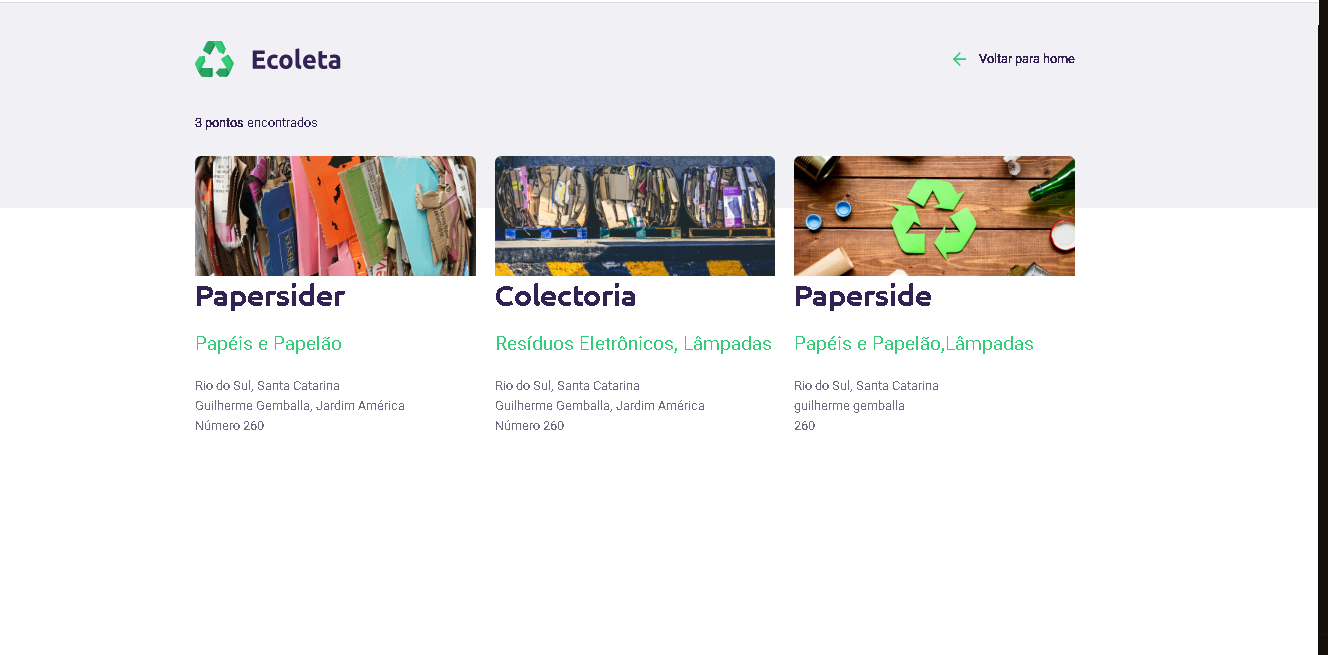 Ecoleta
Voltar para home
3 pontos encontrados
Papersider
Papéis e Papelão
Rio do Sul, Santa Catarina
Guilherme Gemballa, Jardim América
Número 260
Colectoria
Resíduos Eletrônicos, Lâmpadas
Rio do Sul, Santa Catarina
Guilherme Gemballa, Jardim América
Número 260
Paperside
Papéis e Papelão,Lâmpadas
Rio do Sul, Santa Catarina
guilherme gemballa
260